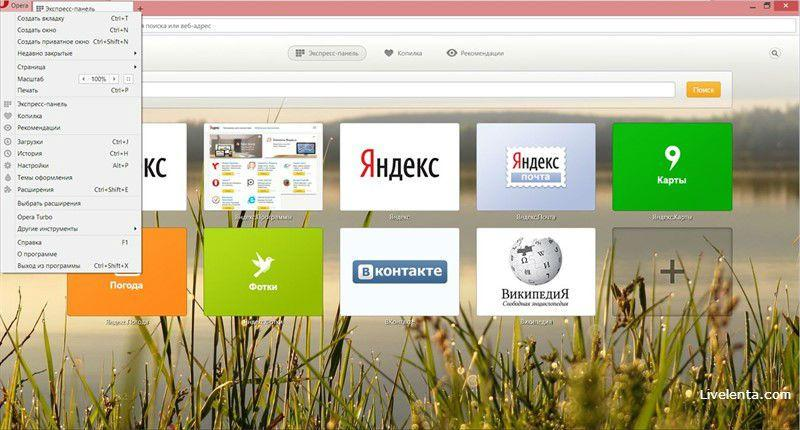 Opera
Экспресс-панель
Создать вкладку Ctrl+T
Создать окно Ctrl+N
Создать приватное окно Ctrl+Shift+N
Недавно закрытые
Страница
Масштаб 100%
Печать Ctrl+P
Экспресс-панель
Копилка
Рекомендации
Загрузки Ctrl+J
История Ctrl+H
Настройки Alt+P
Темы оформления
Расширения Ctrl+Shift+E
Выбрать расширения
Opera Turbo
Другие инструменты
Справка F1
О программе
Выход из программы Ctrl+Shift+X
поиска или веб-адрес
Экспресс-панель Копилка Рекомендации
Поиск
декс
Яндекс
Яндекс
почта
9
Карты
Яндекс.Программы
Яндекс
Яндекс.Почта
Яндекс.Карты
Погода
Фотки
В контакте
ВИКИПЕДИЯ
Свободная энциклопедия
Яндекс.Погода
ВКонтакте
Википедия
Livelenta.com